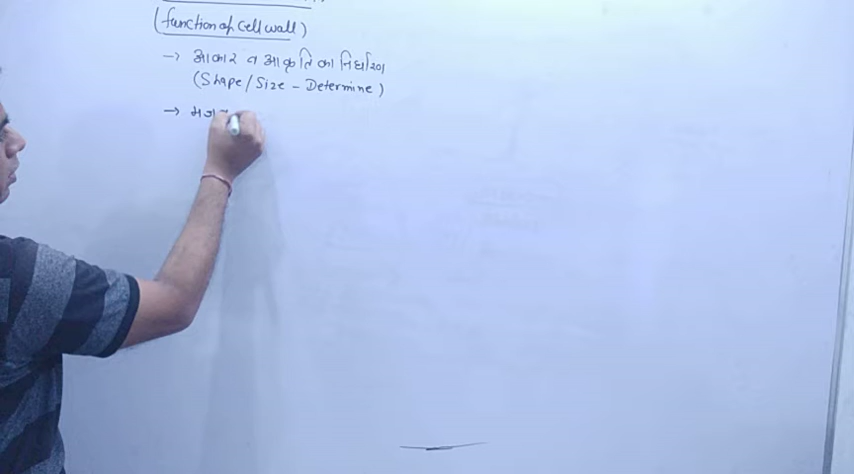 (function of cell wall)
→ आकार व आकृति का निर्धारण
(Shape/Size - Determine)
→